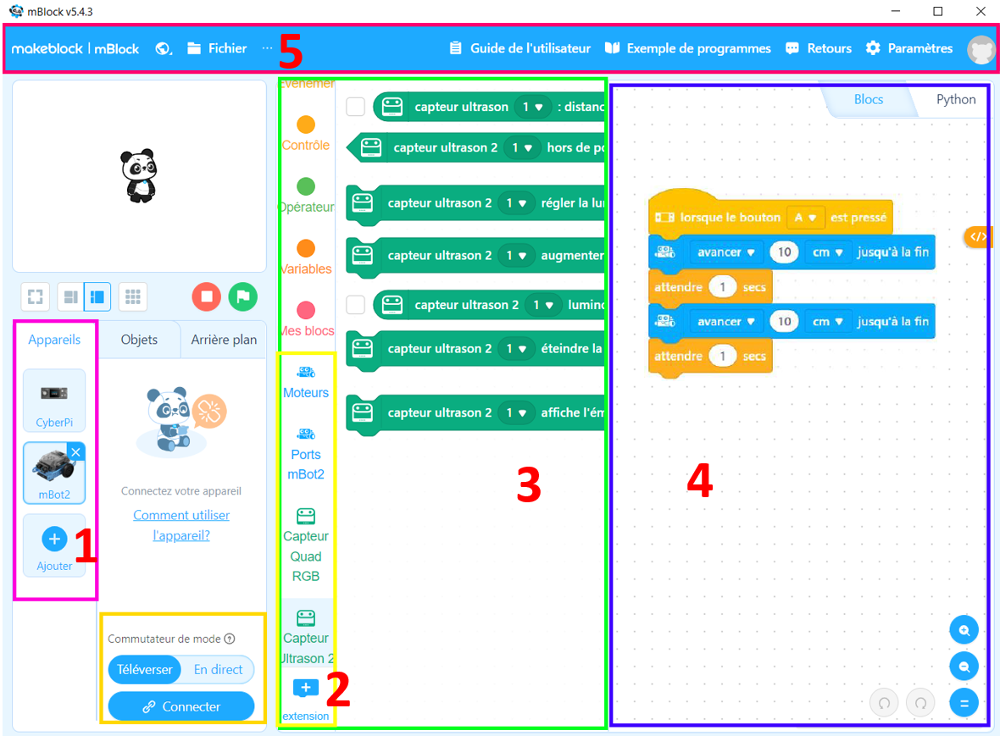 mBlock v5.4.3
makeblock | mBlock
Fichier
...
5
Guide de l'utilisateur
Exemple de programmes
Retours
Paramètres
Evènemen
Contrôle
Opérateur
Variables
Mes blocs
Moteurs
Ports
mBot2
Capteur
Quad
RGB
Capteur
Ultrason 2
extension
2
capteur ultrason 1 : distanc
capteur ultrason 2 1 hors de po
capteur ultrason 2 1 régler la lu
capteur ultrason 2 1 augmenter
capteur ultrason 2 1 lumino
capteur ultrason 2 1 éteindre la
capteur ultrason 2 1 affiche l'ém
3
Blocs
Python
lorsque le bouton A est pressé
avancer 10 cm jusqu'à la fin
attendre 1 secs
avancer 10 cm jusqu'à la fin
attendre 1 secs
4
</>
Appareils
Objets
Arrière plan
CyberPi
mBot2
Ajouter
1
Connectez votre appareil
Comment utiliser
l'appareil?
Commutateur de mode ?
Téléverser
En direct
Connecter